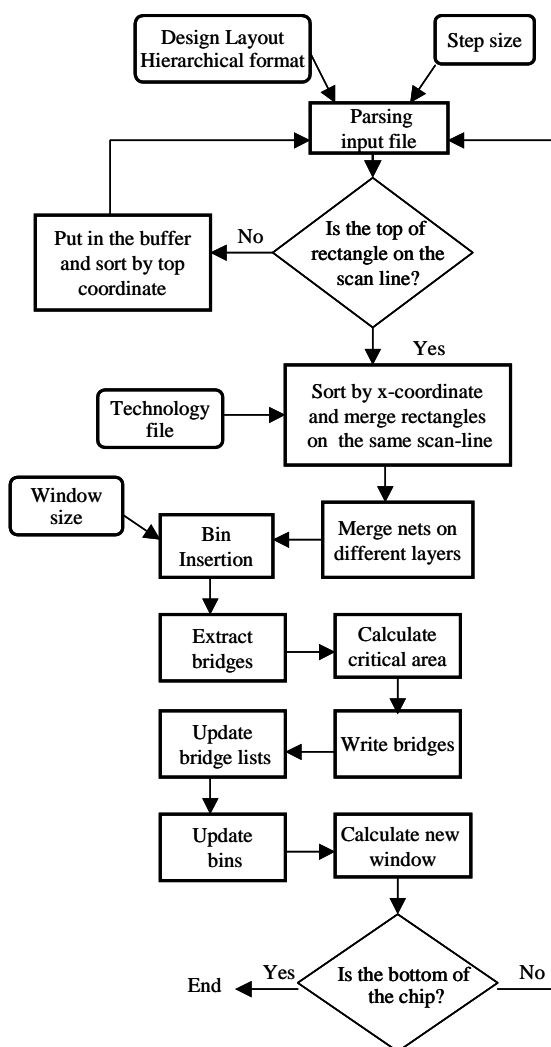 Design Layout
Hierarchical format
Step size
Parsing
input file
Is the top of
rectangle on the
scan line?
No
Put in the buffer
and sort by top
coordinate
Yes
Sort by x-coordinate
and merge rectangles
on the same scan-line
Technology
file
Window
size
Merge nets on
different layers
Bin
Insertion
Extract
bridges
Calculate
critical area
Write bridges
Update
bridge lists
Update
bins
Calculate new
window
Is the bottom of
the chip?
Yes
End
No